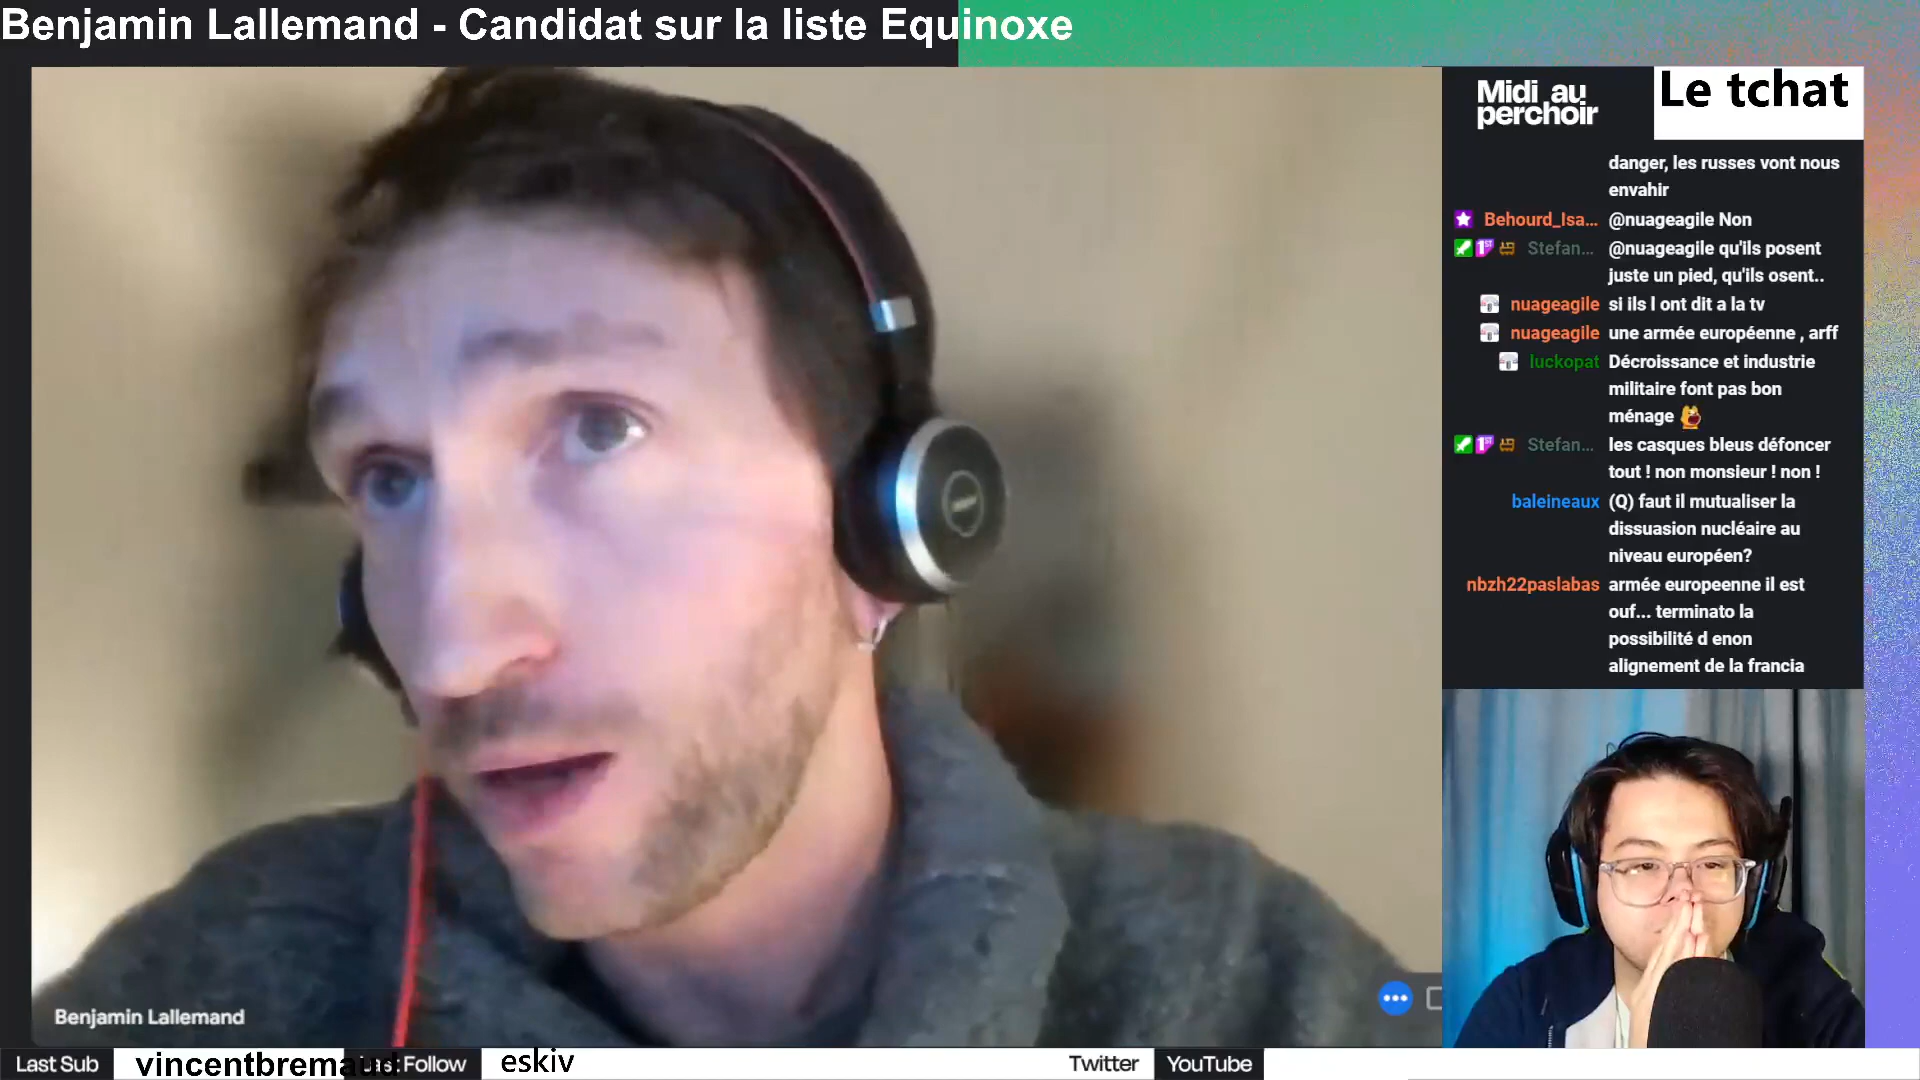 Benjamin Lallemand - Candidat sur la liste Equinoxe
Midi au
perchoir
Le tchat
danger, les russes vont nous
envahir
Behourd_Isa... @nuageagile Non
Stefan... @nuageagile qu'ils posent
juste un pied, qu'ils osent..
nuageagile si ils l ont dit a la tv
nuageagile une armée européenne , arff
luckopat Décroissance et industrie
militaire font pas bon
ménage
Stefan... les casques bleus défoncer
tout ! non monsieur ! non !
baleineaux (Q) faut il mutualiser la
dissuasion nucléaire au
niveau européen?
nbzh22paslabas armée europeenne il est
ouf... terminato la
possibilité d enon
alignement de la francia
Benjamin Lallemand
Last Sub vincentbremaud Last Follow eskiv Twitter YouTube